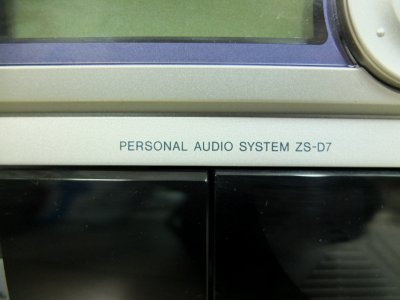 PERSONAL AUDIO SYSTEM ZS-D7